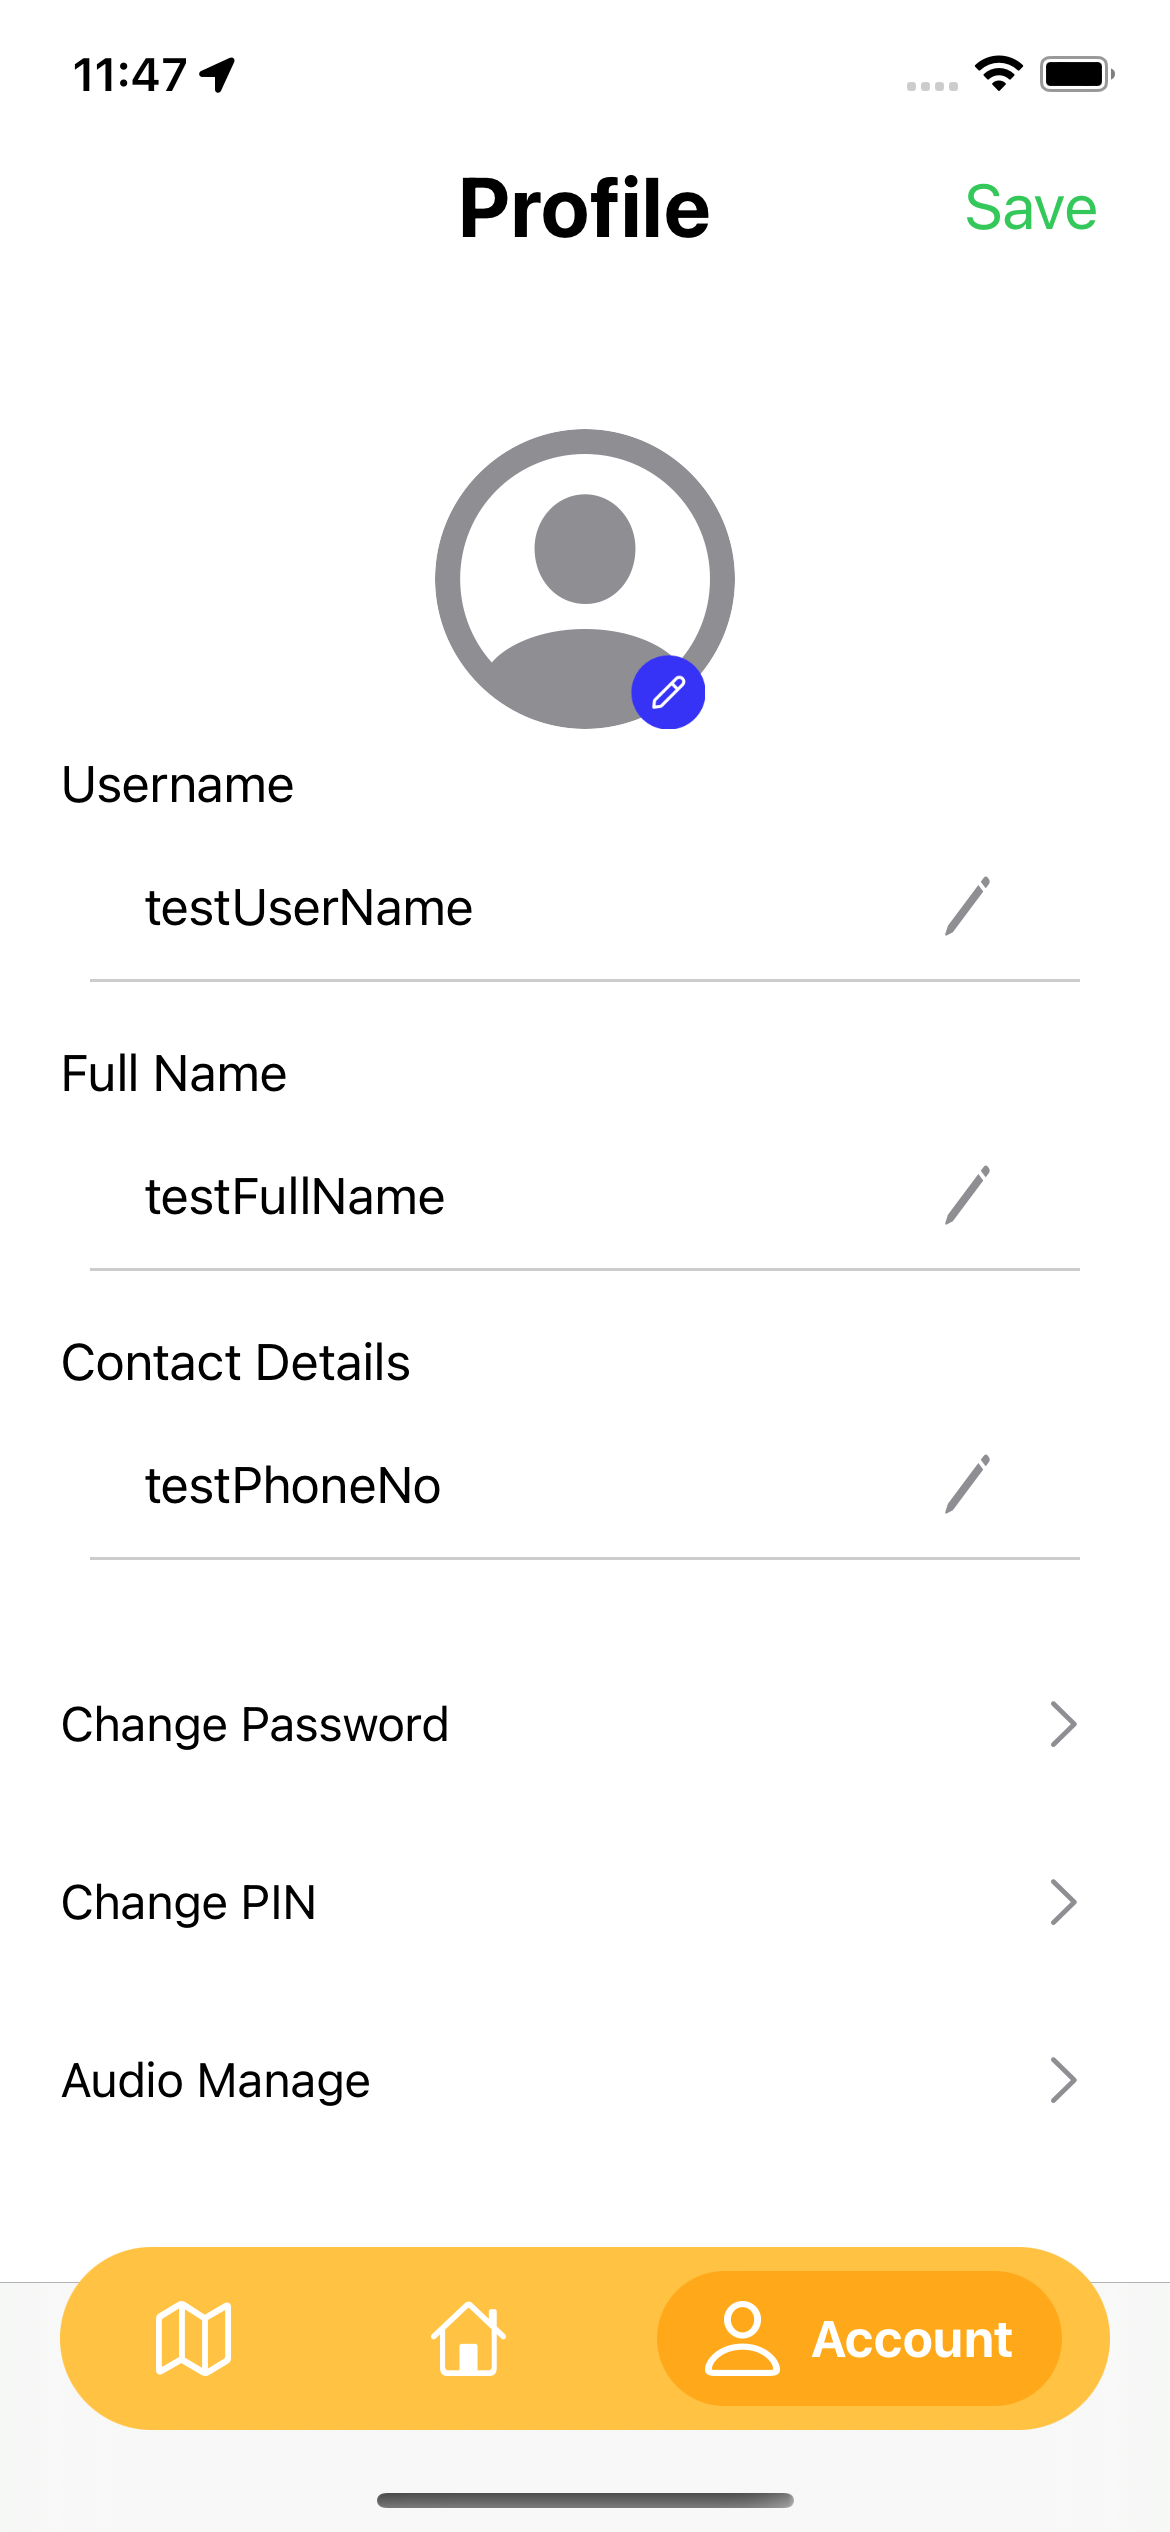 11:47
Profile
Save
Username
testUserName
Full Name
testFullName
Contact Details
testPhoneNo
Change Password
Change PIN
Audio Manage
Account